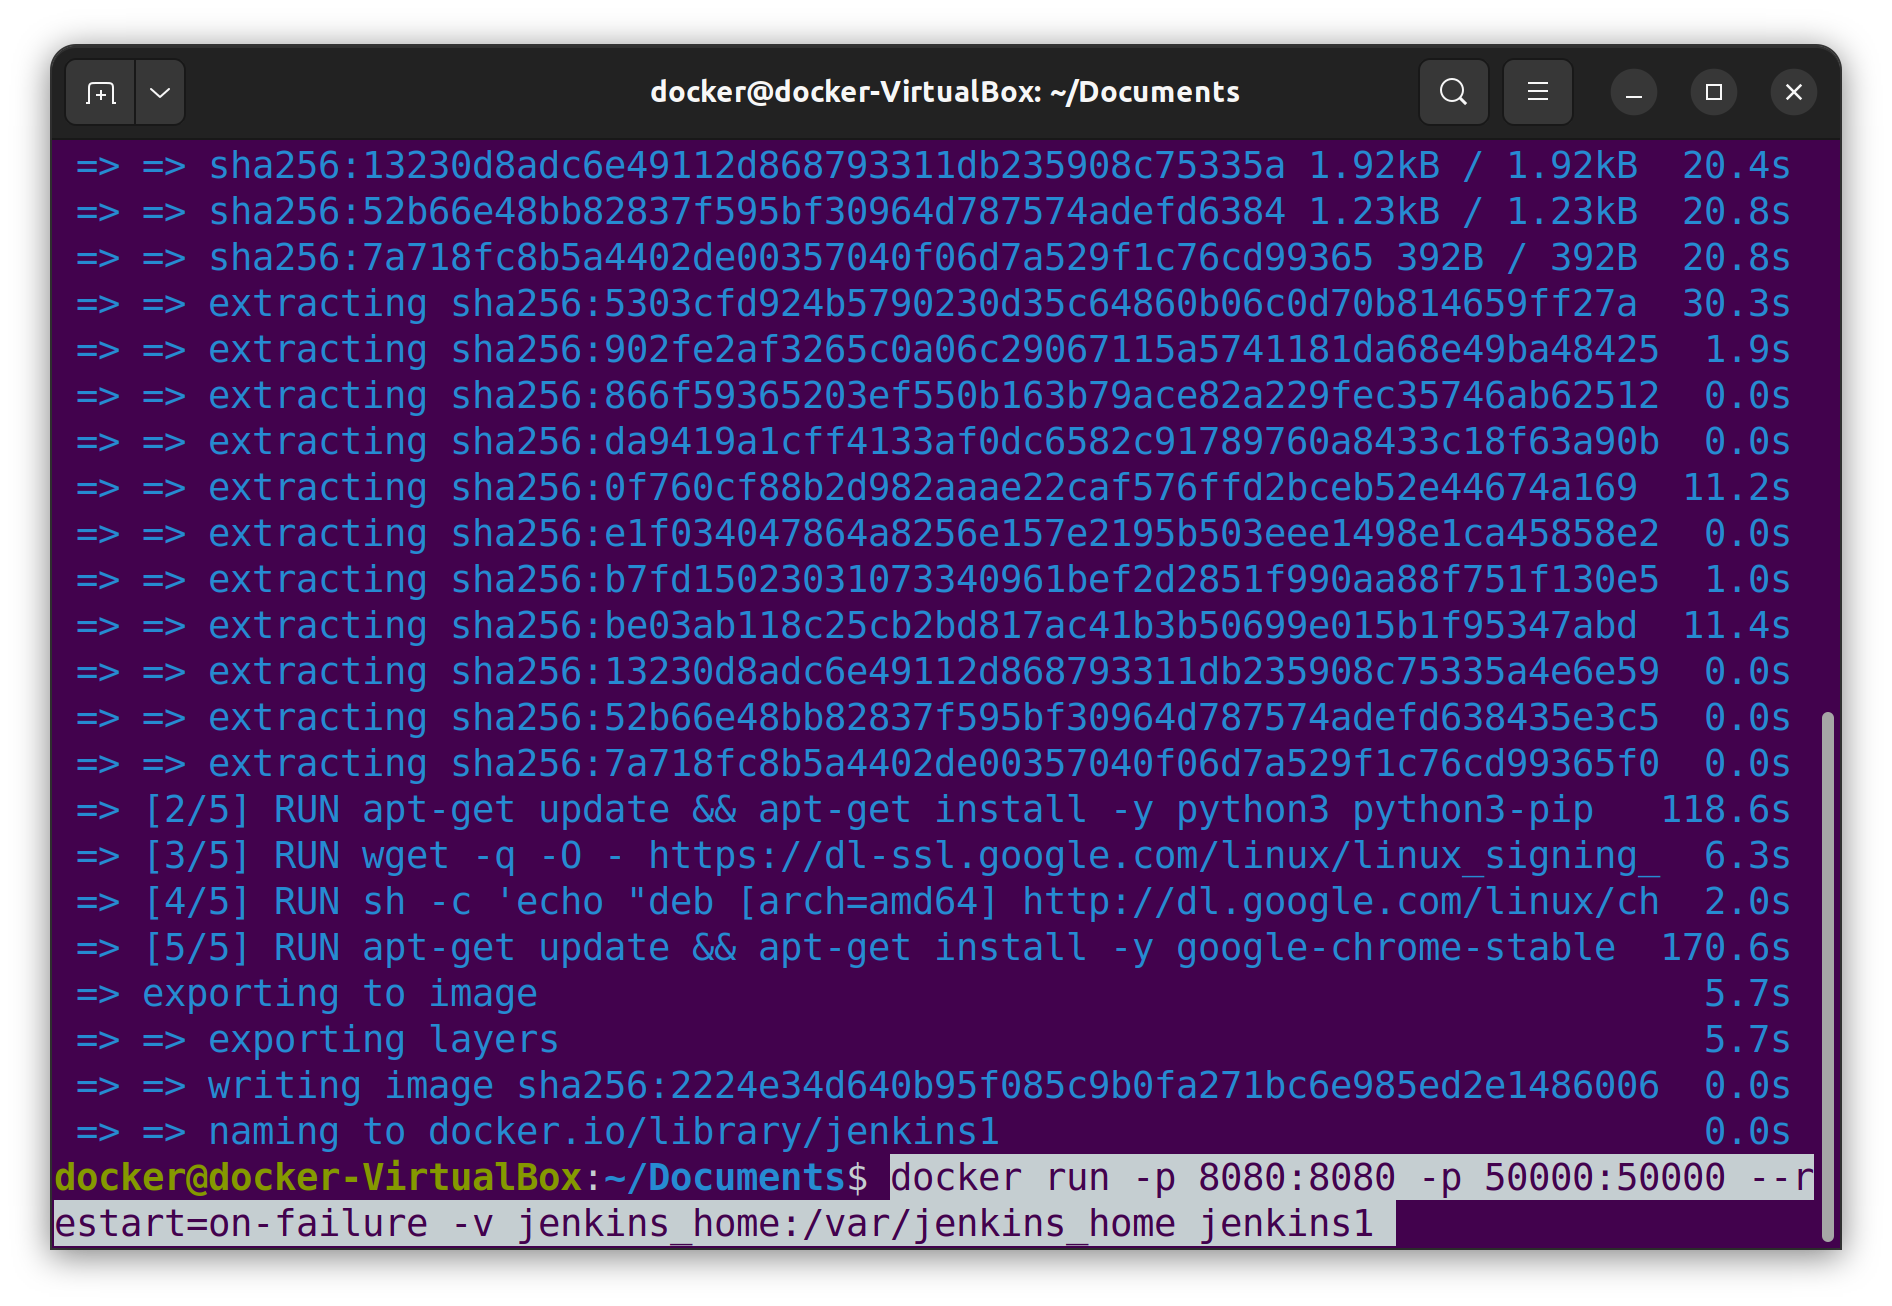 docker@docker-VirtualBox: ~/Documents
=> => sha256:13230d8adc6e49112d868793311db235908c75335a 1.92kB / 1.92kB 20.4s
=> => sha256:52b66e48bb82837f595bf30964d787574adefd6384 1.23kB / 1.23kB 20.8s
=> => sha256:7a718fc8b5a4402de00357040f06d7a529f1c76cd99365 392B / 392B 20.8s
=> => extracting sha256:5303cfd924b5790230d35c64860b06c0d70b814659ff27a 30.3s
=> => extracting sha256:902fe2af3265c0a06c29067115a5741181da68e49ba48425 1.9s
=> => extracting sha256:866f59365203ef550b163b79ace82a229fec35746ab62512 0.0s
=> => extracting sha256:da9419a1cff4133af0dc6582c91789760a8433c18f63a90b 0.0s
=> => extracting sha256:0f760cf88b2d982aaae22caf576ffd2bceb52e44674a169 11.2s
=> => extracting sha256:e1f034047864a8256e157e2195b503eee1498e1ca45858e2 0.0s
=> => extracting sha256:b7fd15023031073340961bef2d2851f990aa88f751f130e5 1.0s
=> => extracting sha256:be03ab118c25cb2bd817ac41b3b50699e015b1f95347abd 11.4s
=> => extracting sha256:13230d8adc6e49112d868793311db235908c75335a4e6e59 0.0s
=> => extracting sha256:52b66e48bb82837f595bf30964d787574adefd638435e3c5 0.0s
=> => extracting sha256:7a718fc8b5a4402de00357040f06d7a529f1c76cd99365f0 0.0s
=> [2/5] RUN apt-get update && apt-get install -y python3 python3-pip 118.6s
=> [3/5] RUN wget -q -O - https://dl-ssl.google.com/linux/linux_signing_ 6.3s
=> [4/5] RUN sh -c 'echo "deb [arch=amd64] http://dl.google.com/linux/ch 2.0s
=> [5/5] RUN apt-get update && apt-get install -y google-chrome-stable 170.6s
=> exporting to image 5.7s
=> => exporting layers 5.7s
=> => writing image sha256:2224e34d640b95f085c9b0fa271bc6e985ed2e1486006 0.0s
=> => naming to docker.io/library/jenkins1 0.0s
docker@docker-VirtualBox:~/Documents$ docker run -p 8080:8080 -p 50000:50000 --r
estart=on-failure -v jenkins_home:/var/jenkins_home jenkins1